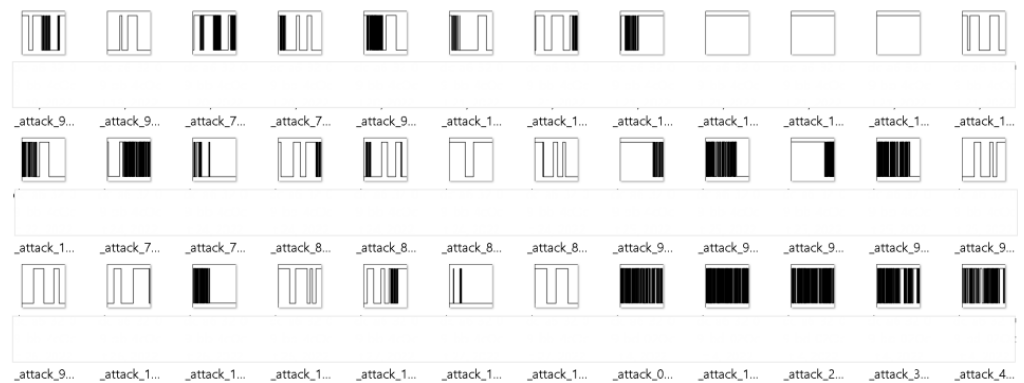 _attack_9... _attack_9... _attack_7... _attack_7... _attack_9... _attack_1... _attack_1... _attack_1... _attack_1... _attack_1... _attack_1... _attack_1...
_attack_1... _attack_7... _attack_7... _attack_8... _attack_8... _attack_8... _attack_8... _attack_9... _attack_9... _attack_9... _attack_9... _attack_9...
_attack_9... _attack_1... _attack_1... _attack_1... _attack_1... _attack_1... _attack_1... _attack_0... _attack_1... _attack_2... _attack_3... _attack_4...